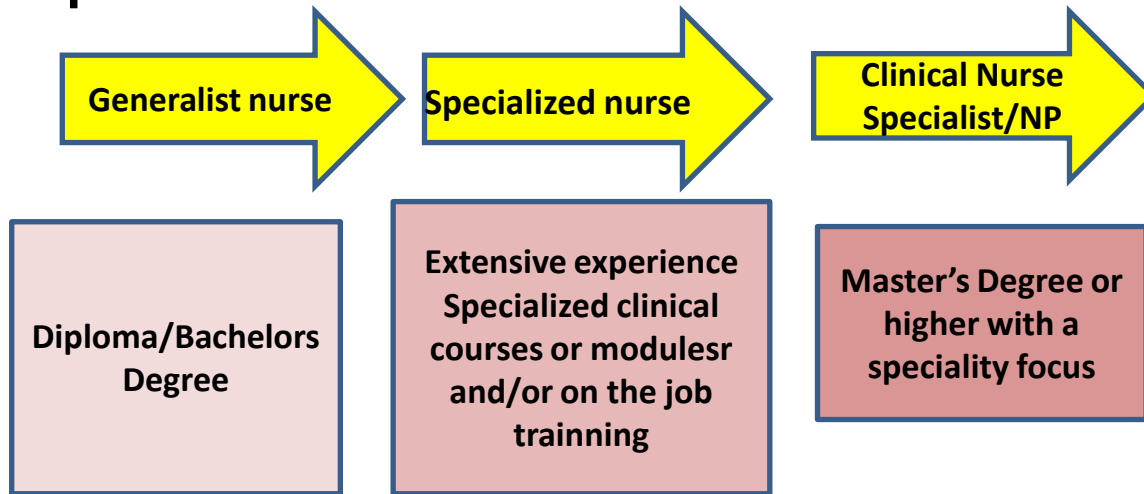 Generalist nurse
Specialized nurse
Clinical Nurse
Specialist/NP
Diploma/Bachelors
Degree
Extensive experience
Specialized clinical
courses or modulesr
and/or on the job
trainning
Master’s Degree or
higher with a
speciality focus